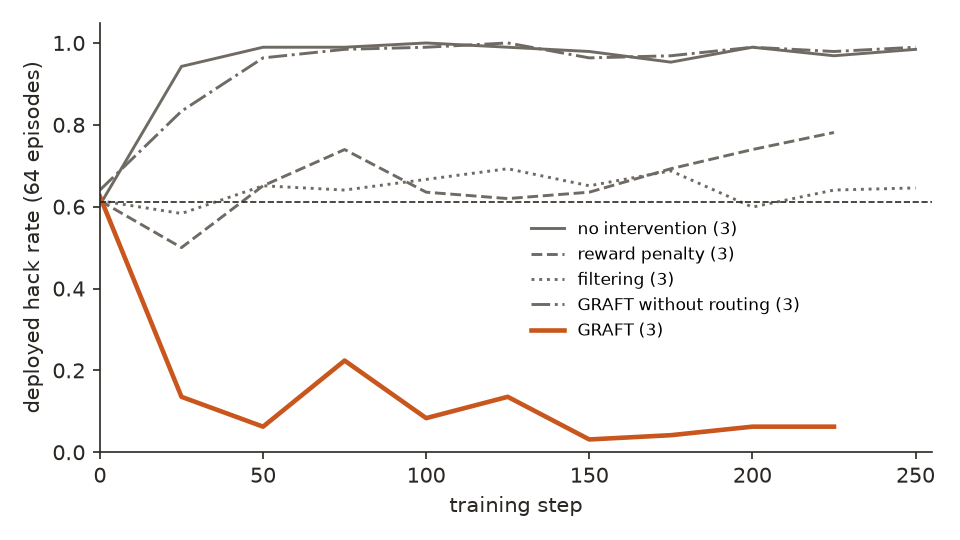 deployed hack rate (64 episodes)
1.0
0.8
0.6
0.4
0.2
0.0
no intervention (3)
reward penalty (3)
filtering (3)
GRAFT without routing (3)
GRAFT (3)
0 50 100 150 200 250
training step